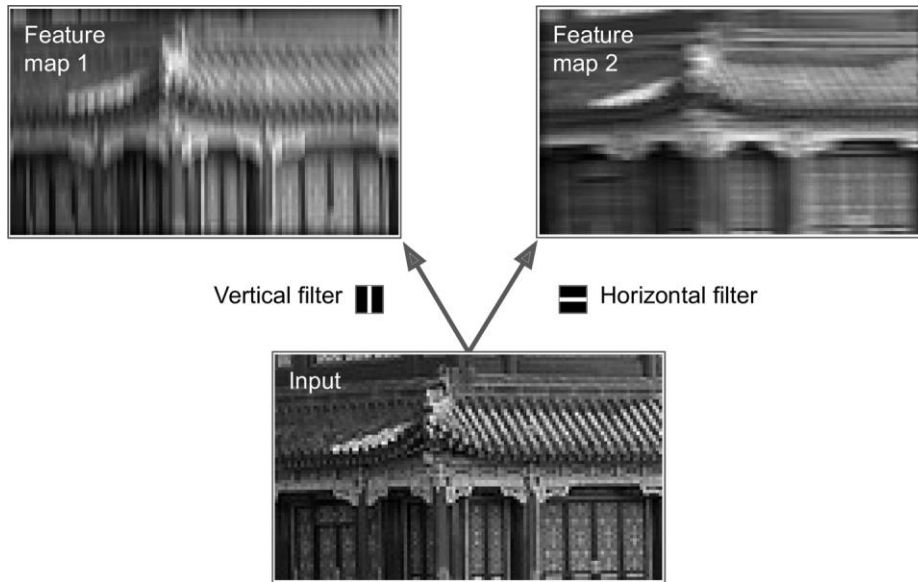 Feature
map 1
Feature
map 2
Vertical filter
Horizontal filter
Input